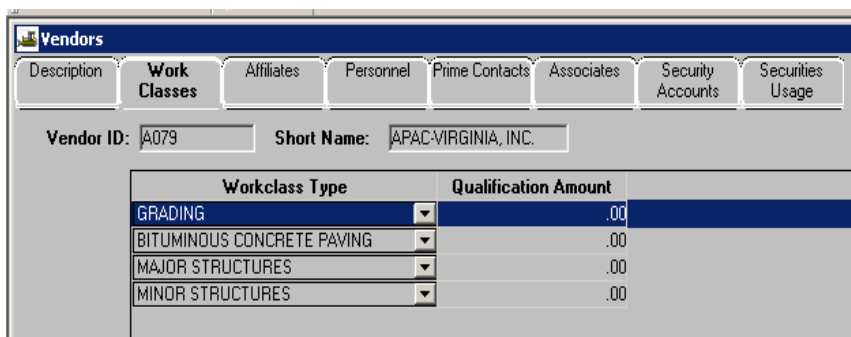 Vendors
Description Work Classes Affiliates Personnel Prime Contacts Associates Security Accounts Securities Usage
Vendor ID: A079 Short Name: APAC-VIRGINIA, INC.
Workclass Type Qualification Amount
GRADING .00
BITUMINOUS CONCRETE PAVING .00
MAJOR STRUCTURES .00
MINOR STRUCTURES .00